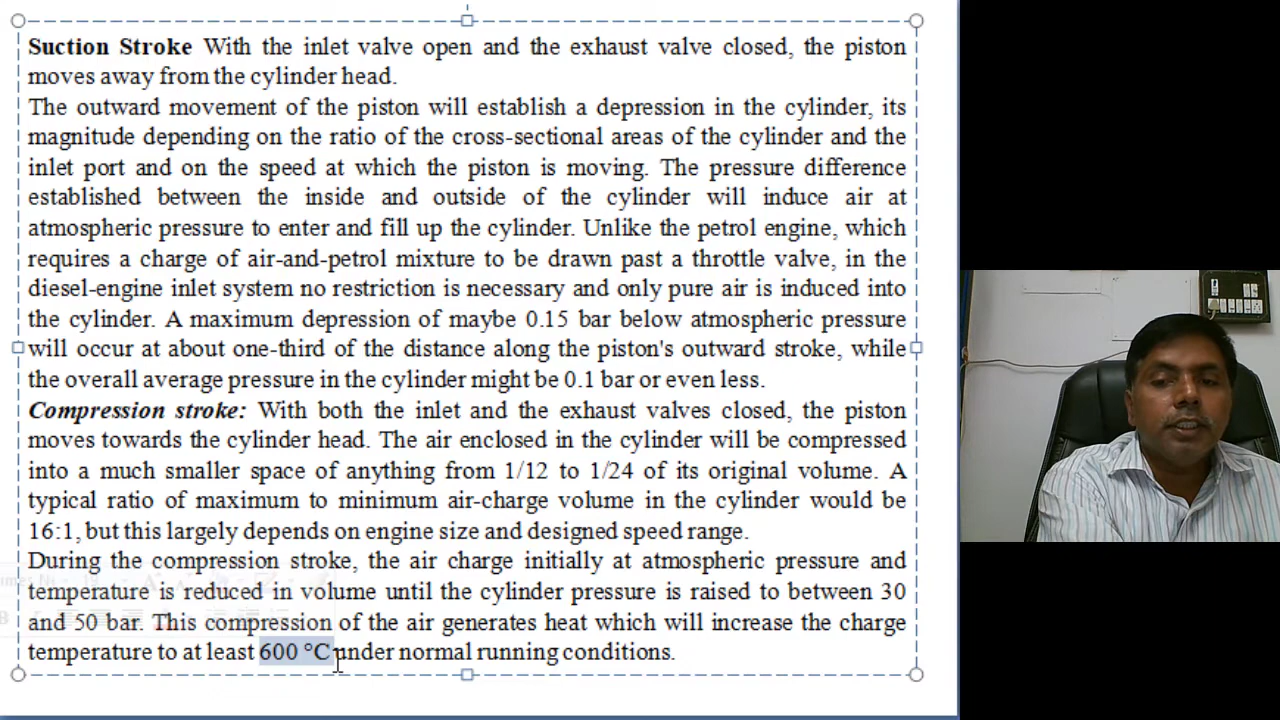 Suction Stroke With the inlet valve open and the exhaust valve closed, the piston
moves away from the cylinder head.
The outward movement of the piston will establish a depression in the cylinder, its
magnitude depending on the ratio of the cross-sectional areas of the cylinder and the
inlet port and on the speed at which the piston is moving. The pressure difference
established between the inside and outside of the cylinder will induce air at
atmospheric pressure to enter and fill up the cylinder. Unlike the petrol engine, which
requires a charge of air-and-petrol mixture to be drawn past a throttle valve, in the
diesel-engine inlet system no restriction is necessary and only pure air is induced into
the cylinder. A maximum depression of maybe 0.15 bar below atmospheric pressure
will occur at about one-third of the distance along the piston's outward stroke, while
the overall average pressure in the cylinder might be 0.1 bar or even less.
Compression stroke: With both the inlet and the exhaust valves closed, the piston
moves towards the cylinder head. The air enclosed in the cylinder will be compressed
into a much smaller space of anything from 1/12 to 1/24 of its original volume. A
typical ratio of maximum to minimum air-charge volume in the cylinder would be
16:1, but this largely depends on engine size and designed speed range.
During the compression stroke, the air charge initially at atmospheric pressure and
temperature is reduced in volume until the cylinder pressure is raised to between 30
and 50 bar. This compression of the air generates heat which will increase the charge
temperature to at least 600 °C under normal running conditions.